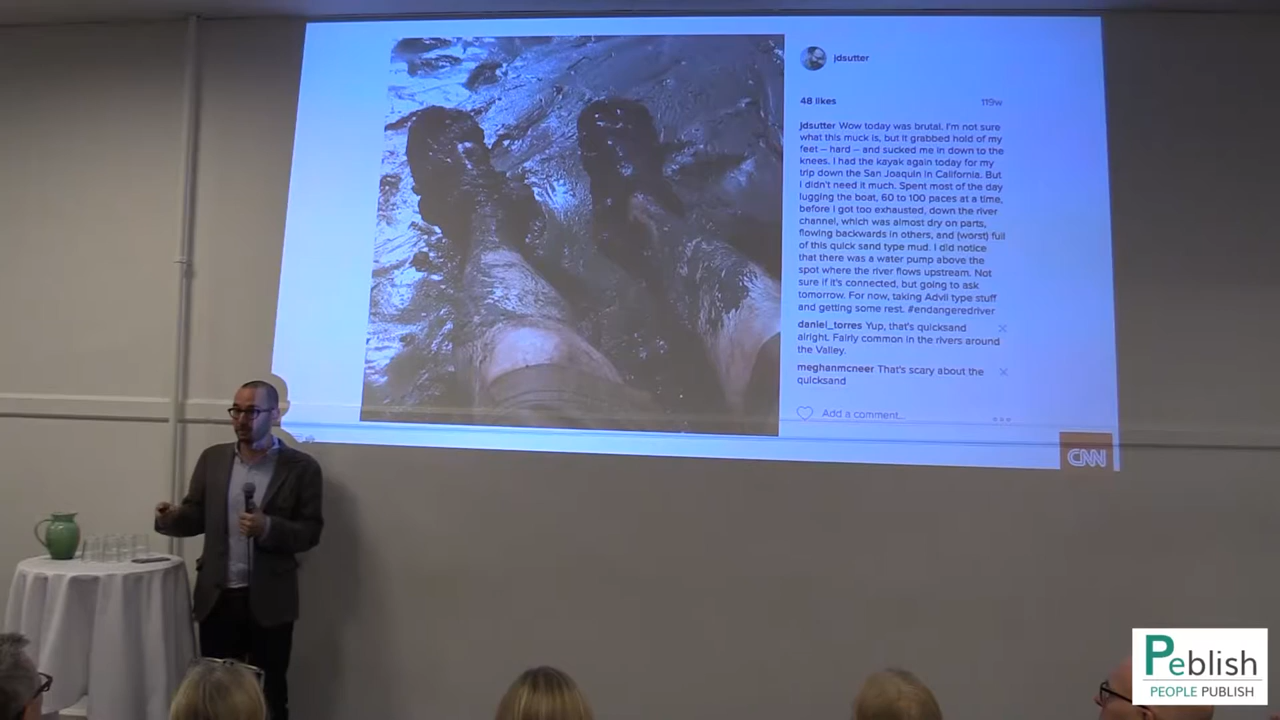 jdsutter
48 likes
119w
jdsutter Wow today was brutal. I'm not sure
what this muck is, but it grabbed hold of my
feet – hard – and sucked me in down to the
knees. I had the kayak again today for my
trip down the San Joaquin in California. But
I didn't need it much. Spent most of the day
lugging the boat, 60 to 100 paces at a time,
before I got too exhausted, down the river
channel, which was almost dry on parts,
flowing backwards in others, and (worst) full
of this quick sand type mud. I did notice
that there was a water pump above the
spot where the river flows upstream. Not
sure if it's connected, but going to ask
tomorrow. For now, taking Advil type stuff
and getting some rest. #endangeredriver
daniel_torres Yup, that's quicksand
alright. Fairly common in the rivers around
the Valley.
meghanmcneer That's scary about the
quicksand
Add a comment...
CNN
Peblish
PEOPLE PUBLISH